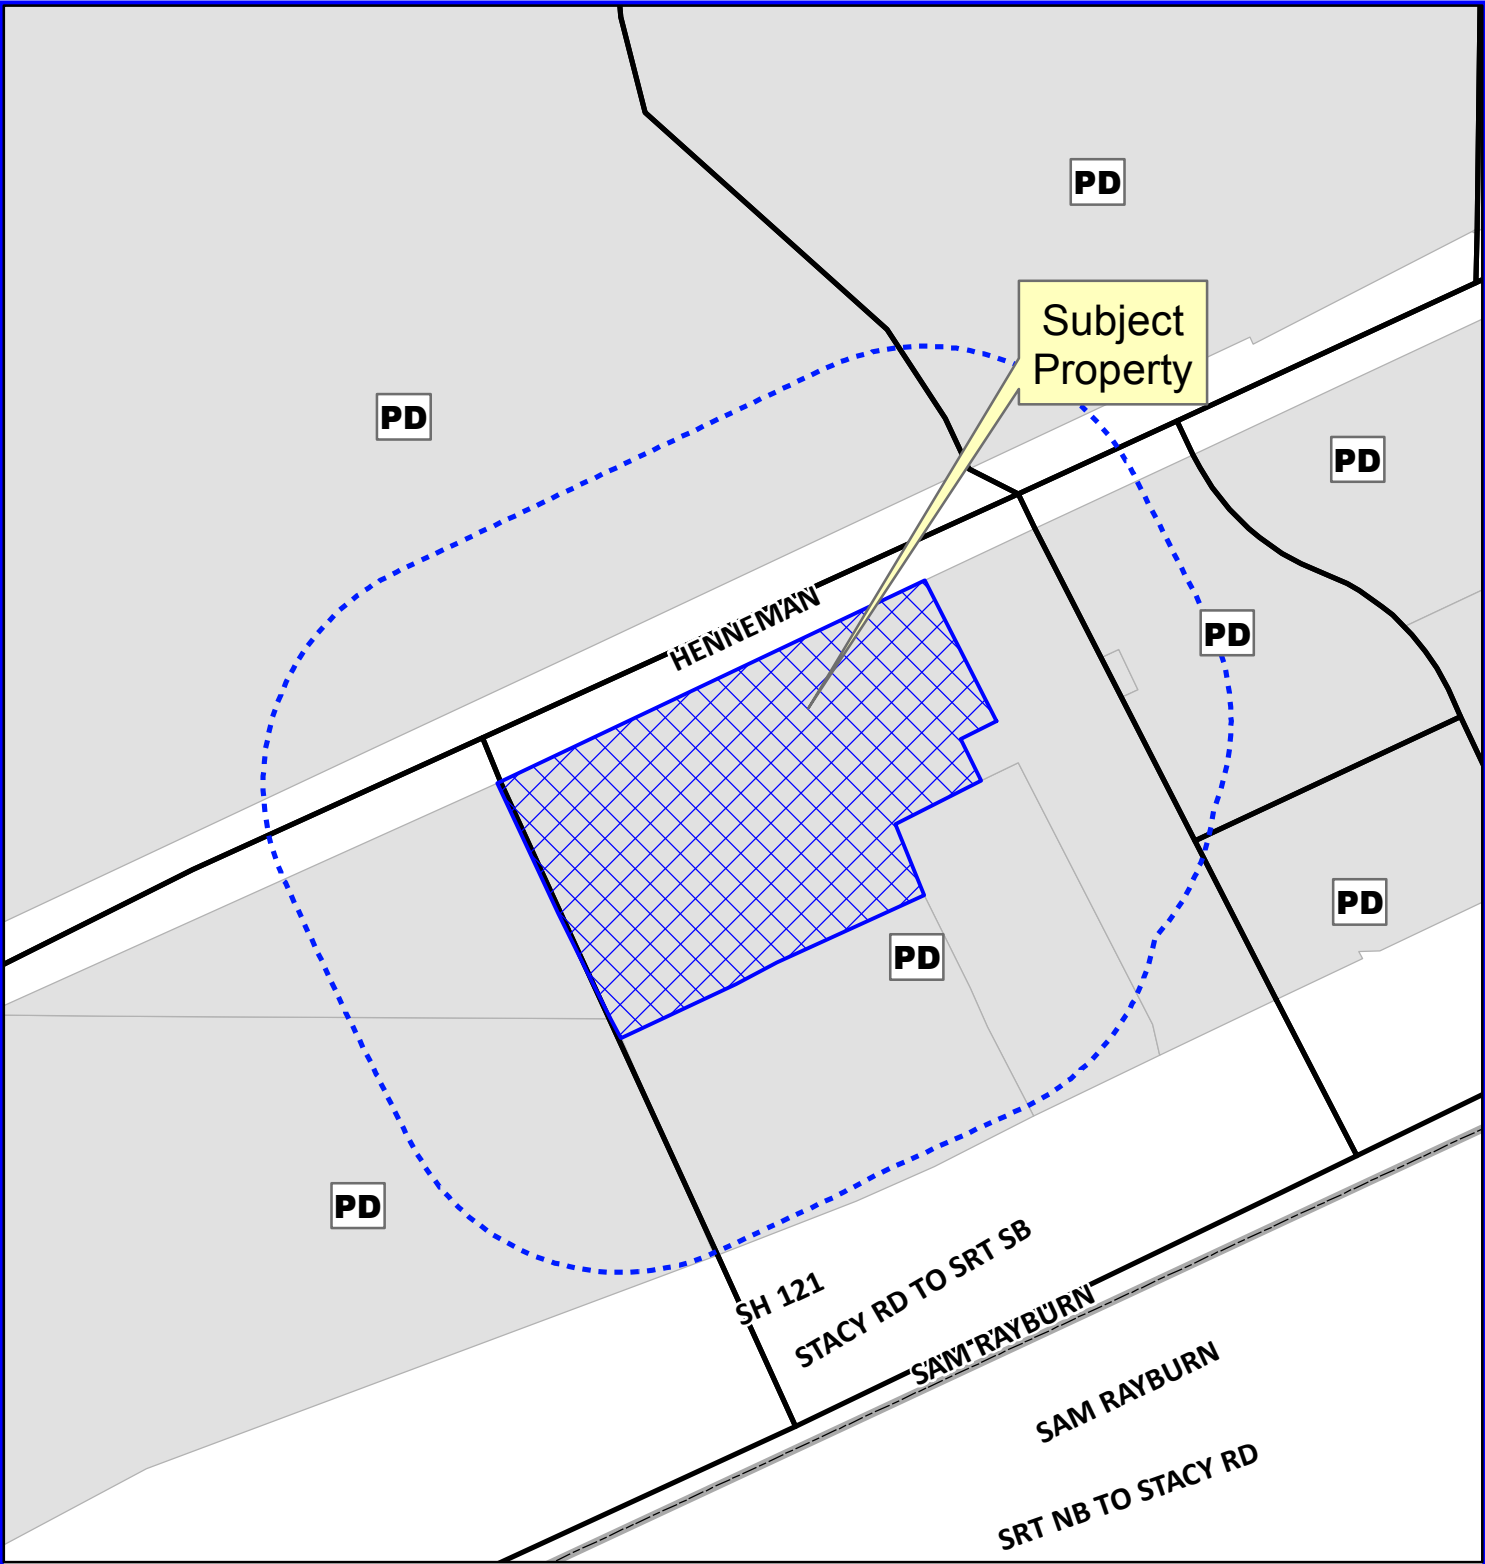 PD
Subject
Property
PD
PD
HENNEMAN
PD
PD
PD
PD
SH 121
STACY RD TO SRT SB
SAM RAYBURN
SAM RAYBURN
SRT NB TO STACY RD